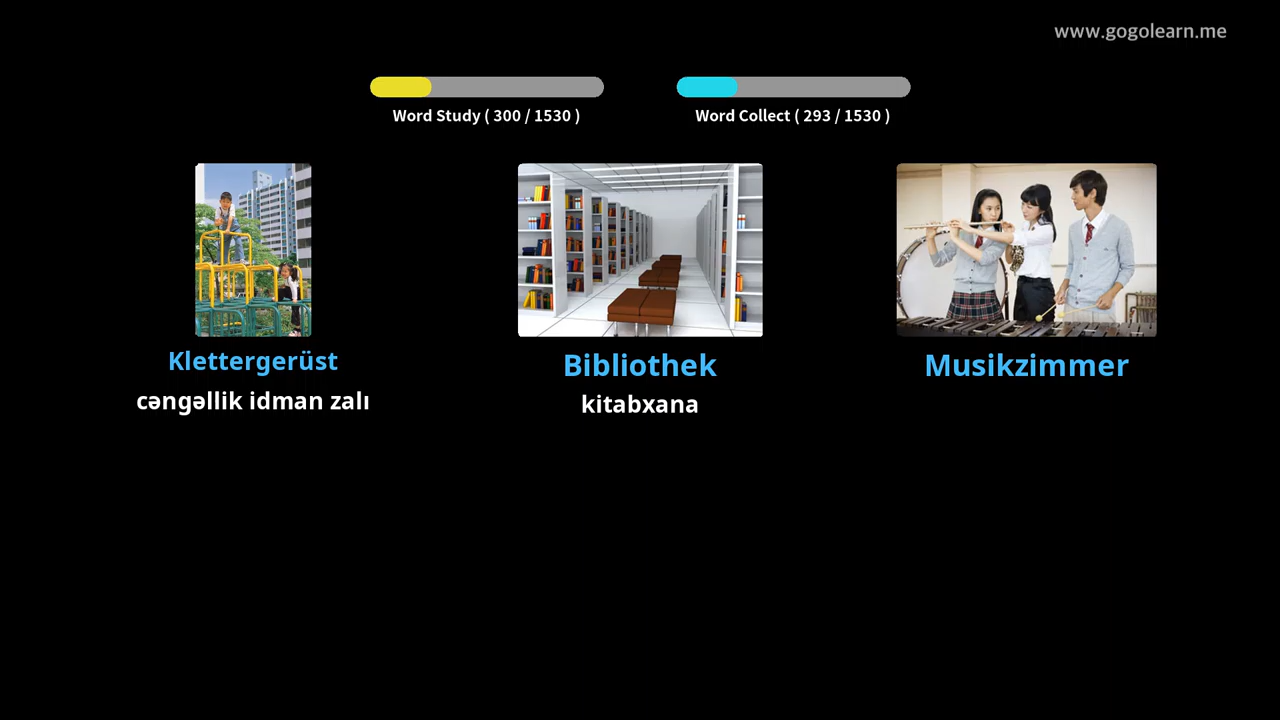 www.gogolearn.me
Word Study ( 300 / 1530 )
Word Collect ( 293 / 1530 )
Klettergerüst
cəngəllik idman zalı
Bibliothek
kitabxana
Musikzimmer